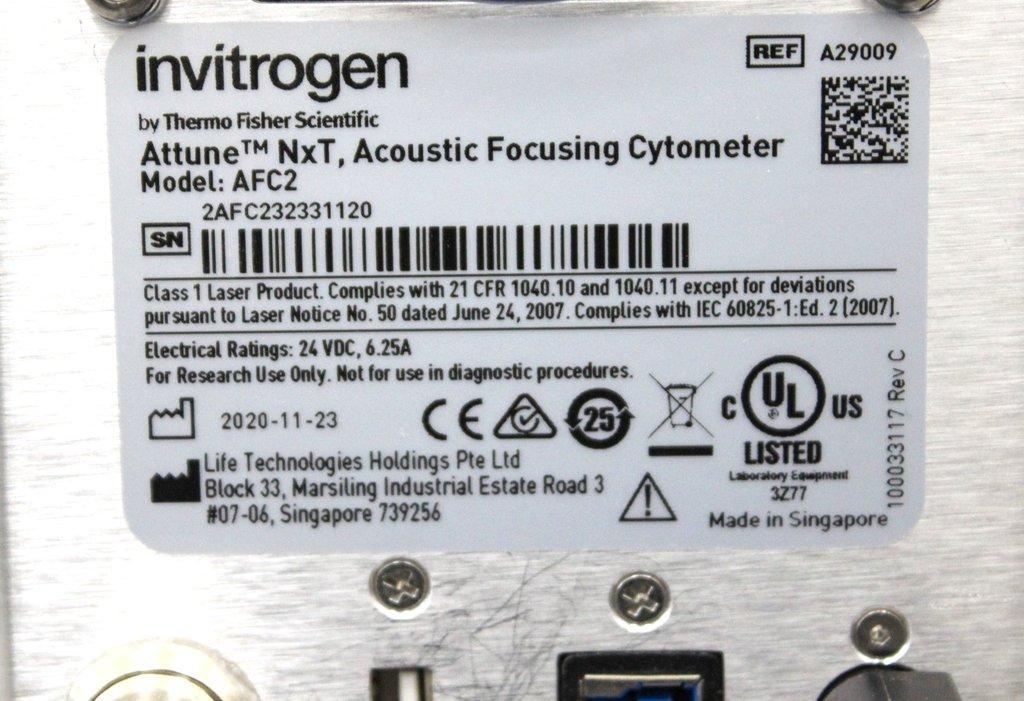 invitrogen
REF A29009
by Thermo Fisher Scientific
Attune™ NxT, Acoustic Focusing Cytometer
Model: AFC2
2AFC232331120
SN
Class 1 Laser Product. Complies with 21 CFR 1040.10 and 1040.11 except for deviations
pursuant to Laser Notice No. 50 dated June 24, 2007. Complies with IEC 60825-1:Ed. 2 (2007).
Electrical Ratings: 24 VDC, 6.25A
For Research Use Only. Not for use in diagnostic procedures.
2020-11-23
CE
25
C UL US
LISTED
Laboratory Equipment
3Z77
Life Technologies Holdings Pte Ltd
Block 33, Marsiling Industrial Estate Road 3
#07-06, Singapore 739256
Made in Singapore
100033117 Rev C